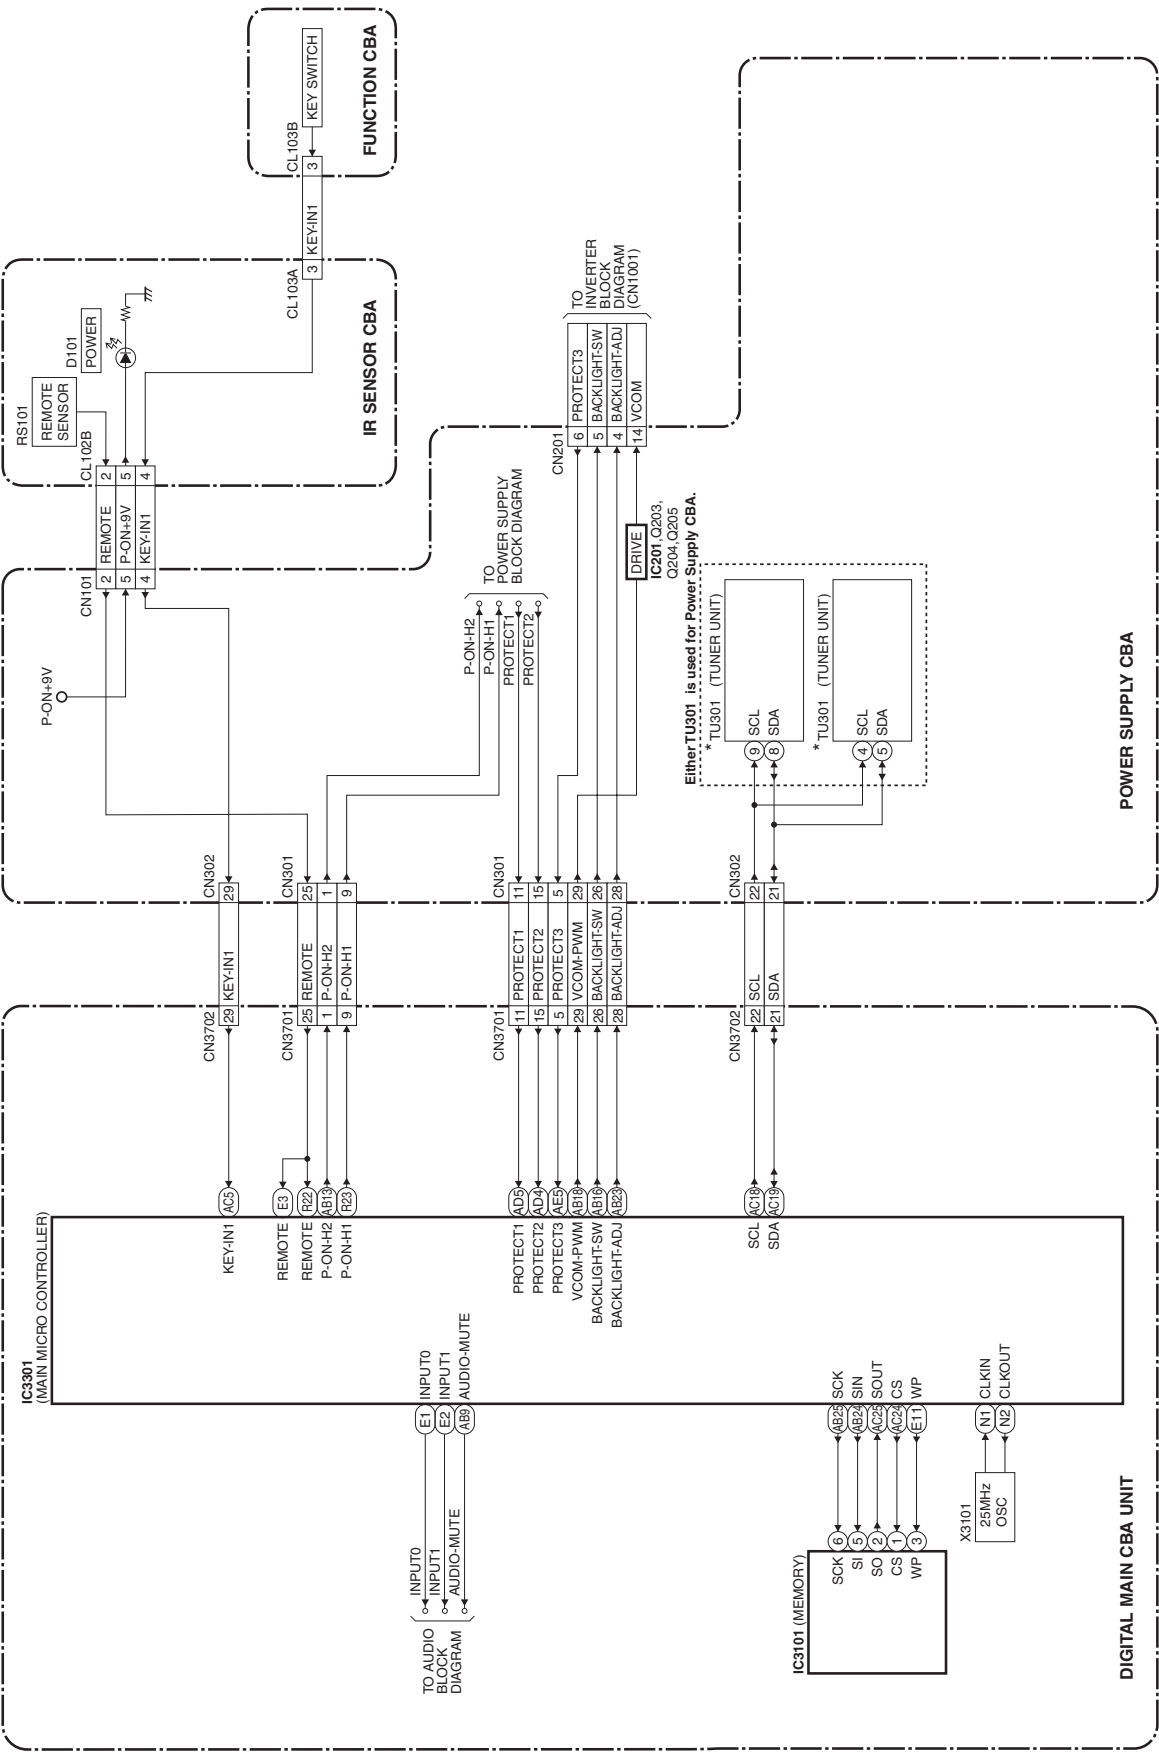 IC3301
(MAIN MICRO CONTROLLER)
KEY-IN1
AC5
REMOTE
E3
REMOTE
R22
P-ON-H2
AB13
P-ON-H1
R23
PROTECT1
AD5
PROTECT2
AD4
PROTECT3
AE5
VCOM-PWM
AB18
BACKLIGHT-SW
AB16
BACKLIGHT-ADJ
AB23
SCL
AC18
SDA
AC19
TO AUDIO
BLOCK
DIAGRAM
INPUT0
INPUT1
AUDIO-MUTE
E1 INPUT0
E2 INPUT1
AB9 AUDIO-MUTE
IC3101 (MEMORY)
SCK 6
SI 5
SO 2
CS 1
WP 3
AB25 SCK
AB24 SIN
AC25 SOUT
AC24 CS
E11 WP
X3101
25MHz
OSC
N1 CLKIN
N2 CLKOUT
DIGITAL MAIN CBA UNIT
CN3702
CN302
29 KEY-IN1 29
CN3701
CN301
25 REMOTE 25
1 P-ON-H2 1
9 P-ON-H1 9
CN3701
CN301
11 PROTECT1 11
15 PROTECT2 15
5 PROTECT3 5
29 VCOM-PWM 29
26 BACKLIGHT-SW 26
28 BACKLIGHT-ADJ 28
CN3702
CN302
22 SCL 22
21 SDA 21
P-ON+9V
CN101
CL102B
2 REMOTE 2
5 P-ON+9V 5
4 KEY-IN1 4
RS101
REMOTE
SENSOR
D101
POWER
IR SENSOR CBA
CL103A
CL103B
3 KEY-IN1 3
KEY SWITCH
FUNCTION CBA
P-ON-H2
P-ON-H1
PROTECT1
PROTECT2
TO
POWER SUPPLY
BLOCK DIAGRAM
CN201
6 PROTECT3
5 BACKLIGHT-SW
4 BACKLIGHT-ADJ
14 VCOM
TO
INVERTER
BLOCK
DIAGRAM
(CN1001)
DRIVE
IC201,Q203,
Q204,Q205
Either TU301 is used for Power Supply CBA.
* TU301 (TUNER UNIT)
9 SCL
8 SDA
* TU301 (TUNER UNIT)
4 SCL
5 SDA
POWER SUPPLY CBA